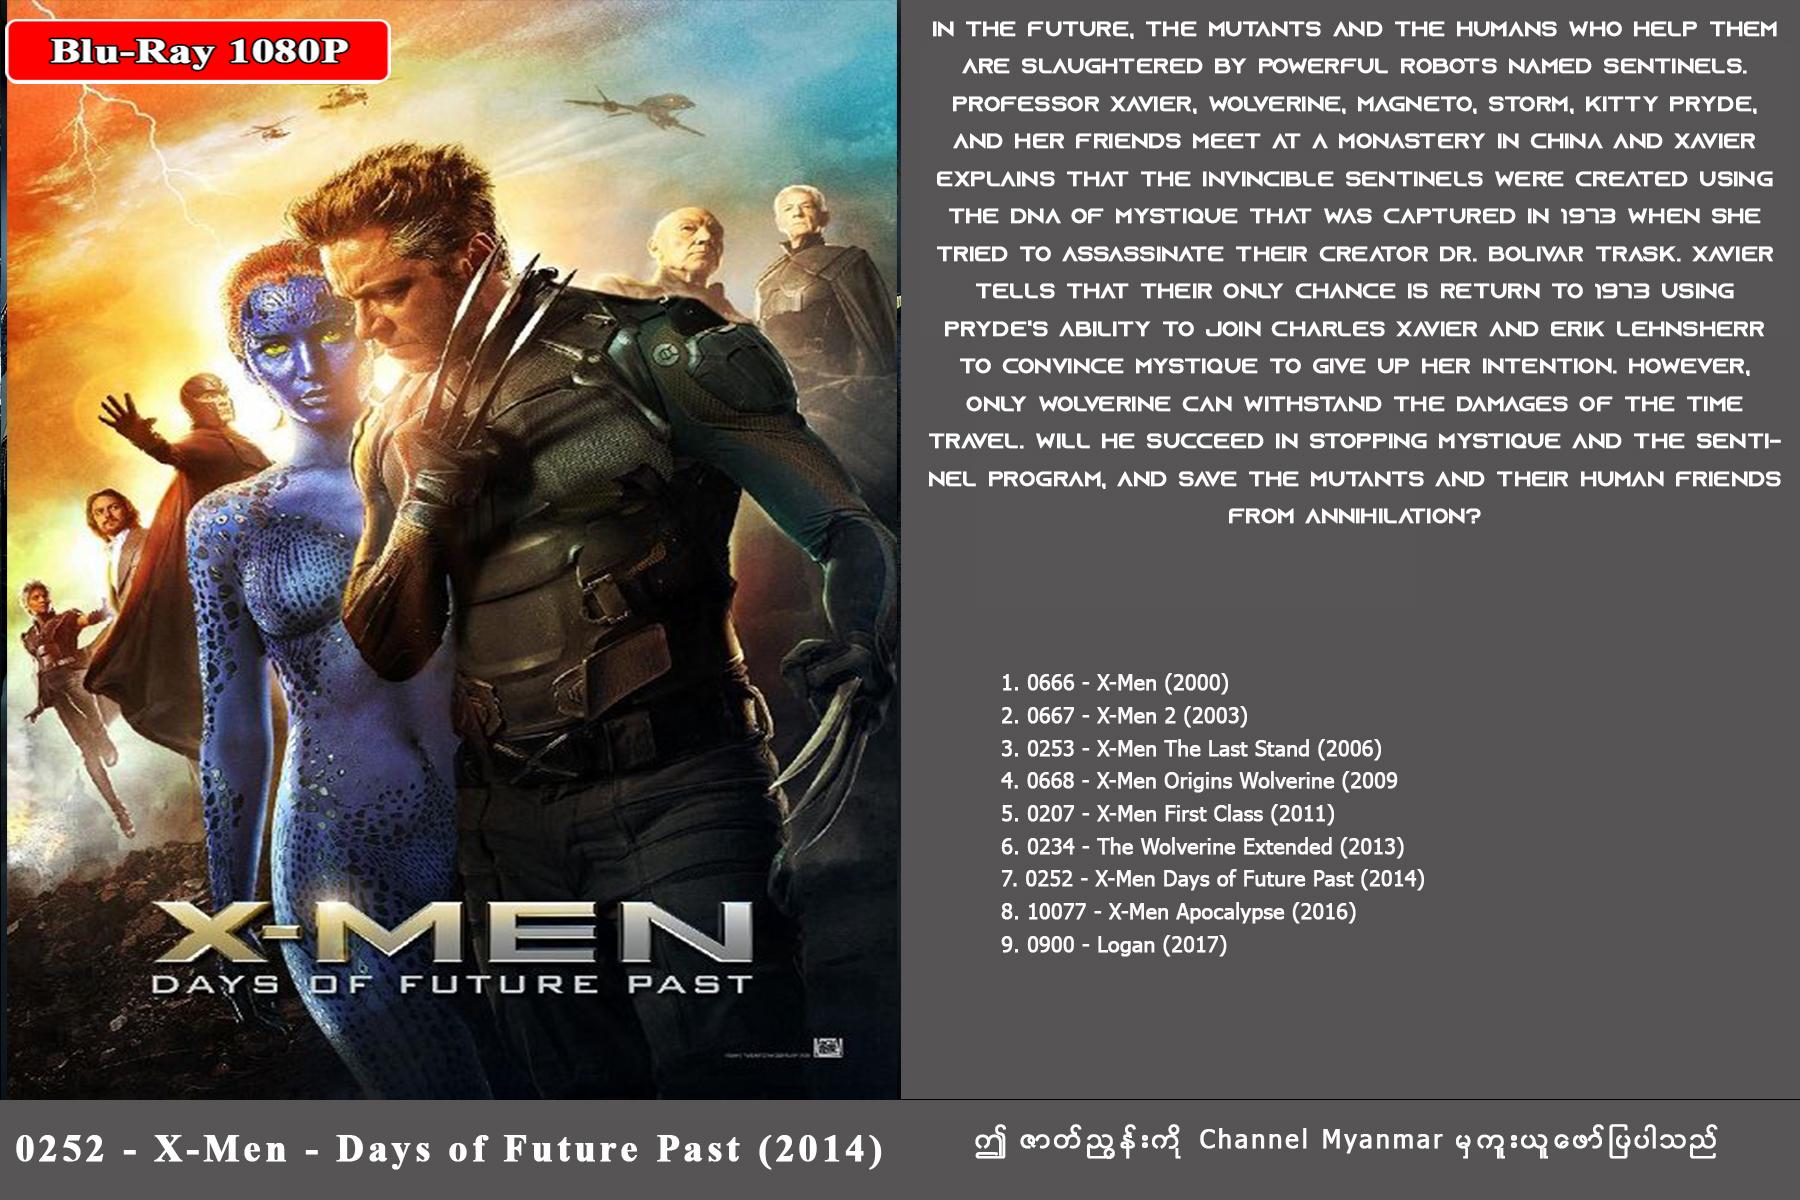 Blu-Ray 1080P
IN THE FUTURE, THE MUTANTS AND THE HUMANS WHO HELP THEM
ARE SLAUGHTERED BY POWERFUL ROBOTS NAMED SENTINELS.
PROFESSOR XAVIER, WOLVERINE, MAGNETO, STORM, KITTY PRYDE,
AND HER FRIENDS MEET AT A MONASTERY IN CHINA AND XAVIER
EXPLAINS THAT THE INVINCIBLE SENTINELS WERE CREATED USING
THE DNA OF MYSTIQUE THAT WAS CAPTURED IN 1973 WHEN SHE
TRIED TO ASSASSINATE THEIR CREATOR DR. BOLIVAR TRASK. XAVIER
TELLS THAT THEIR ONLY CHANCE IS RETURN TO 1973 USING
PRYDE'S ABILITY TO JOIN CHARLES XAVIER AND ERIK LEHNSHERR
TO CONVINCE MYSTIQUE TO GIVE UP HER INTENTION. HOWEVER,
ONLY WOLVERINE CAN WITHSTAND THE DAMAGES OF THE TIME
TRAVEL. WILL HE SUCCEED IN STOPPING MYSTIQUE AND THE SENTI-
NEL PROGRAM, AND SAVE THE MUTANTS AND THEIR HUMAN FRIENDS
FROM ANNIHILATION?
1. 0666 - X-Men (2000)
2. 0667 - X-Men 2 (2003)
3. 0253 - X-Men The Last Stand (2006)
4. 0668 - X-Men Origins Wolverine (2009
5. 0207 - X-Men First Class (2011)
6. 0234 - The Wolverine Extended (2013)
7. 0252 - X-Men Days of Future Past (2014)
8. 10077 - X-Men Apocalypse (2016)
9. 0900 - Logan (2017)
X-MEN
DAYS OF FUTURE PAST
0252 - X-Men - Days of Future Past (2014)
ဤ ဇာတ်ညွှန်းကို Channel Myanmar မှကူးယူဖော်ပြပါသည်